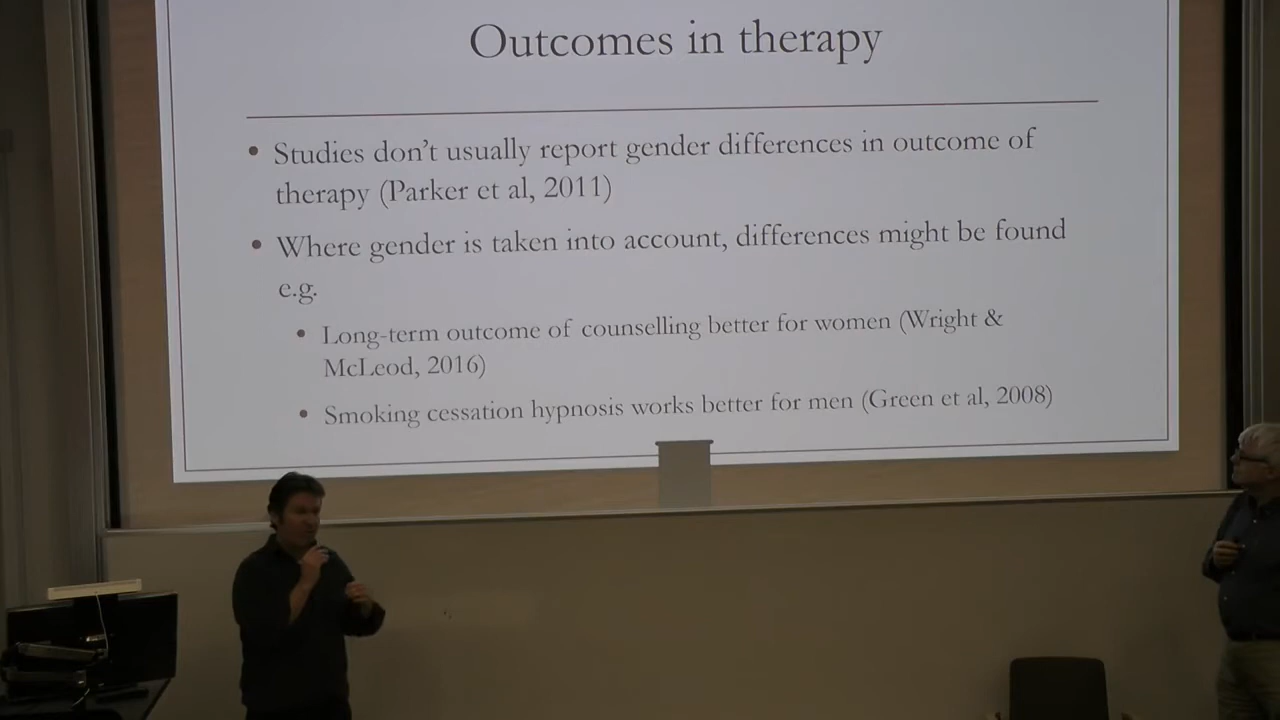 Outcomes in therapy
• Studies don't usually report gender differences in outcome of
therapy (Parker et al, 2011)
• Where gender is taken into account, differences might be found
e.g.
• Long-term outcome of counselling better for women (Wright &
McLeod, 2016)
• Smoking cessation hypnosis works better for men (Green et al, 2008)